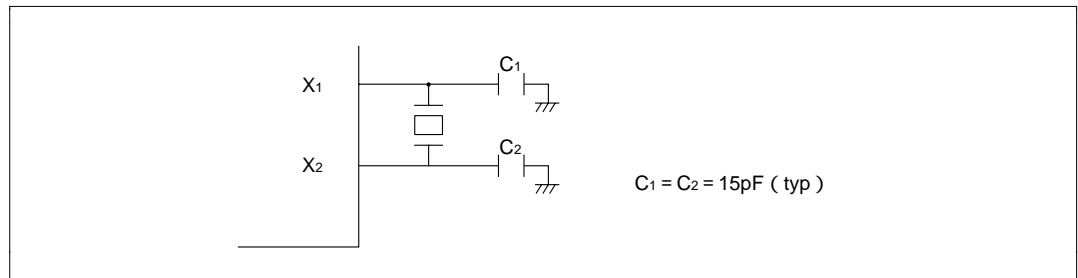 X1
C1
X2
C2
C1 = C2 = 15pF ( typ )